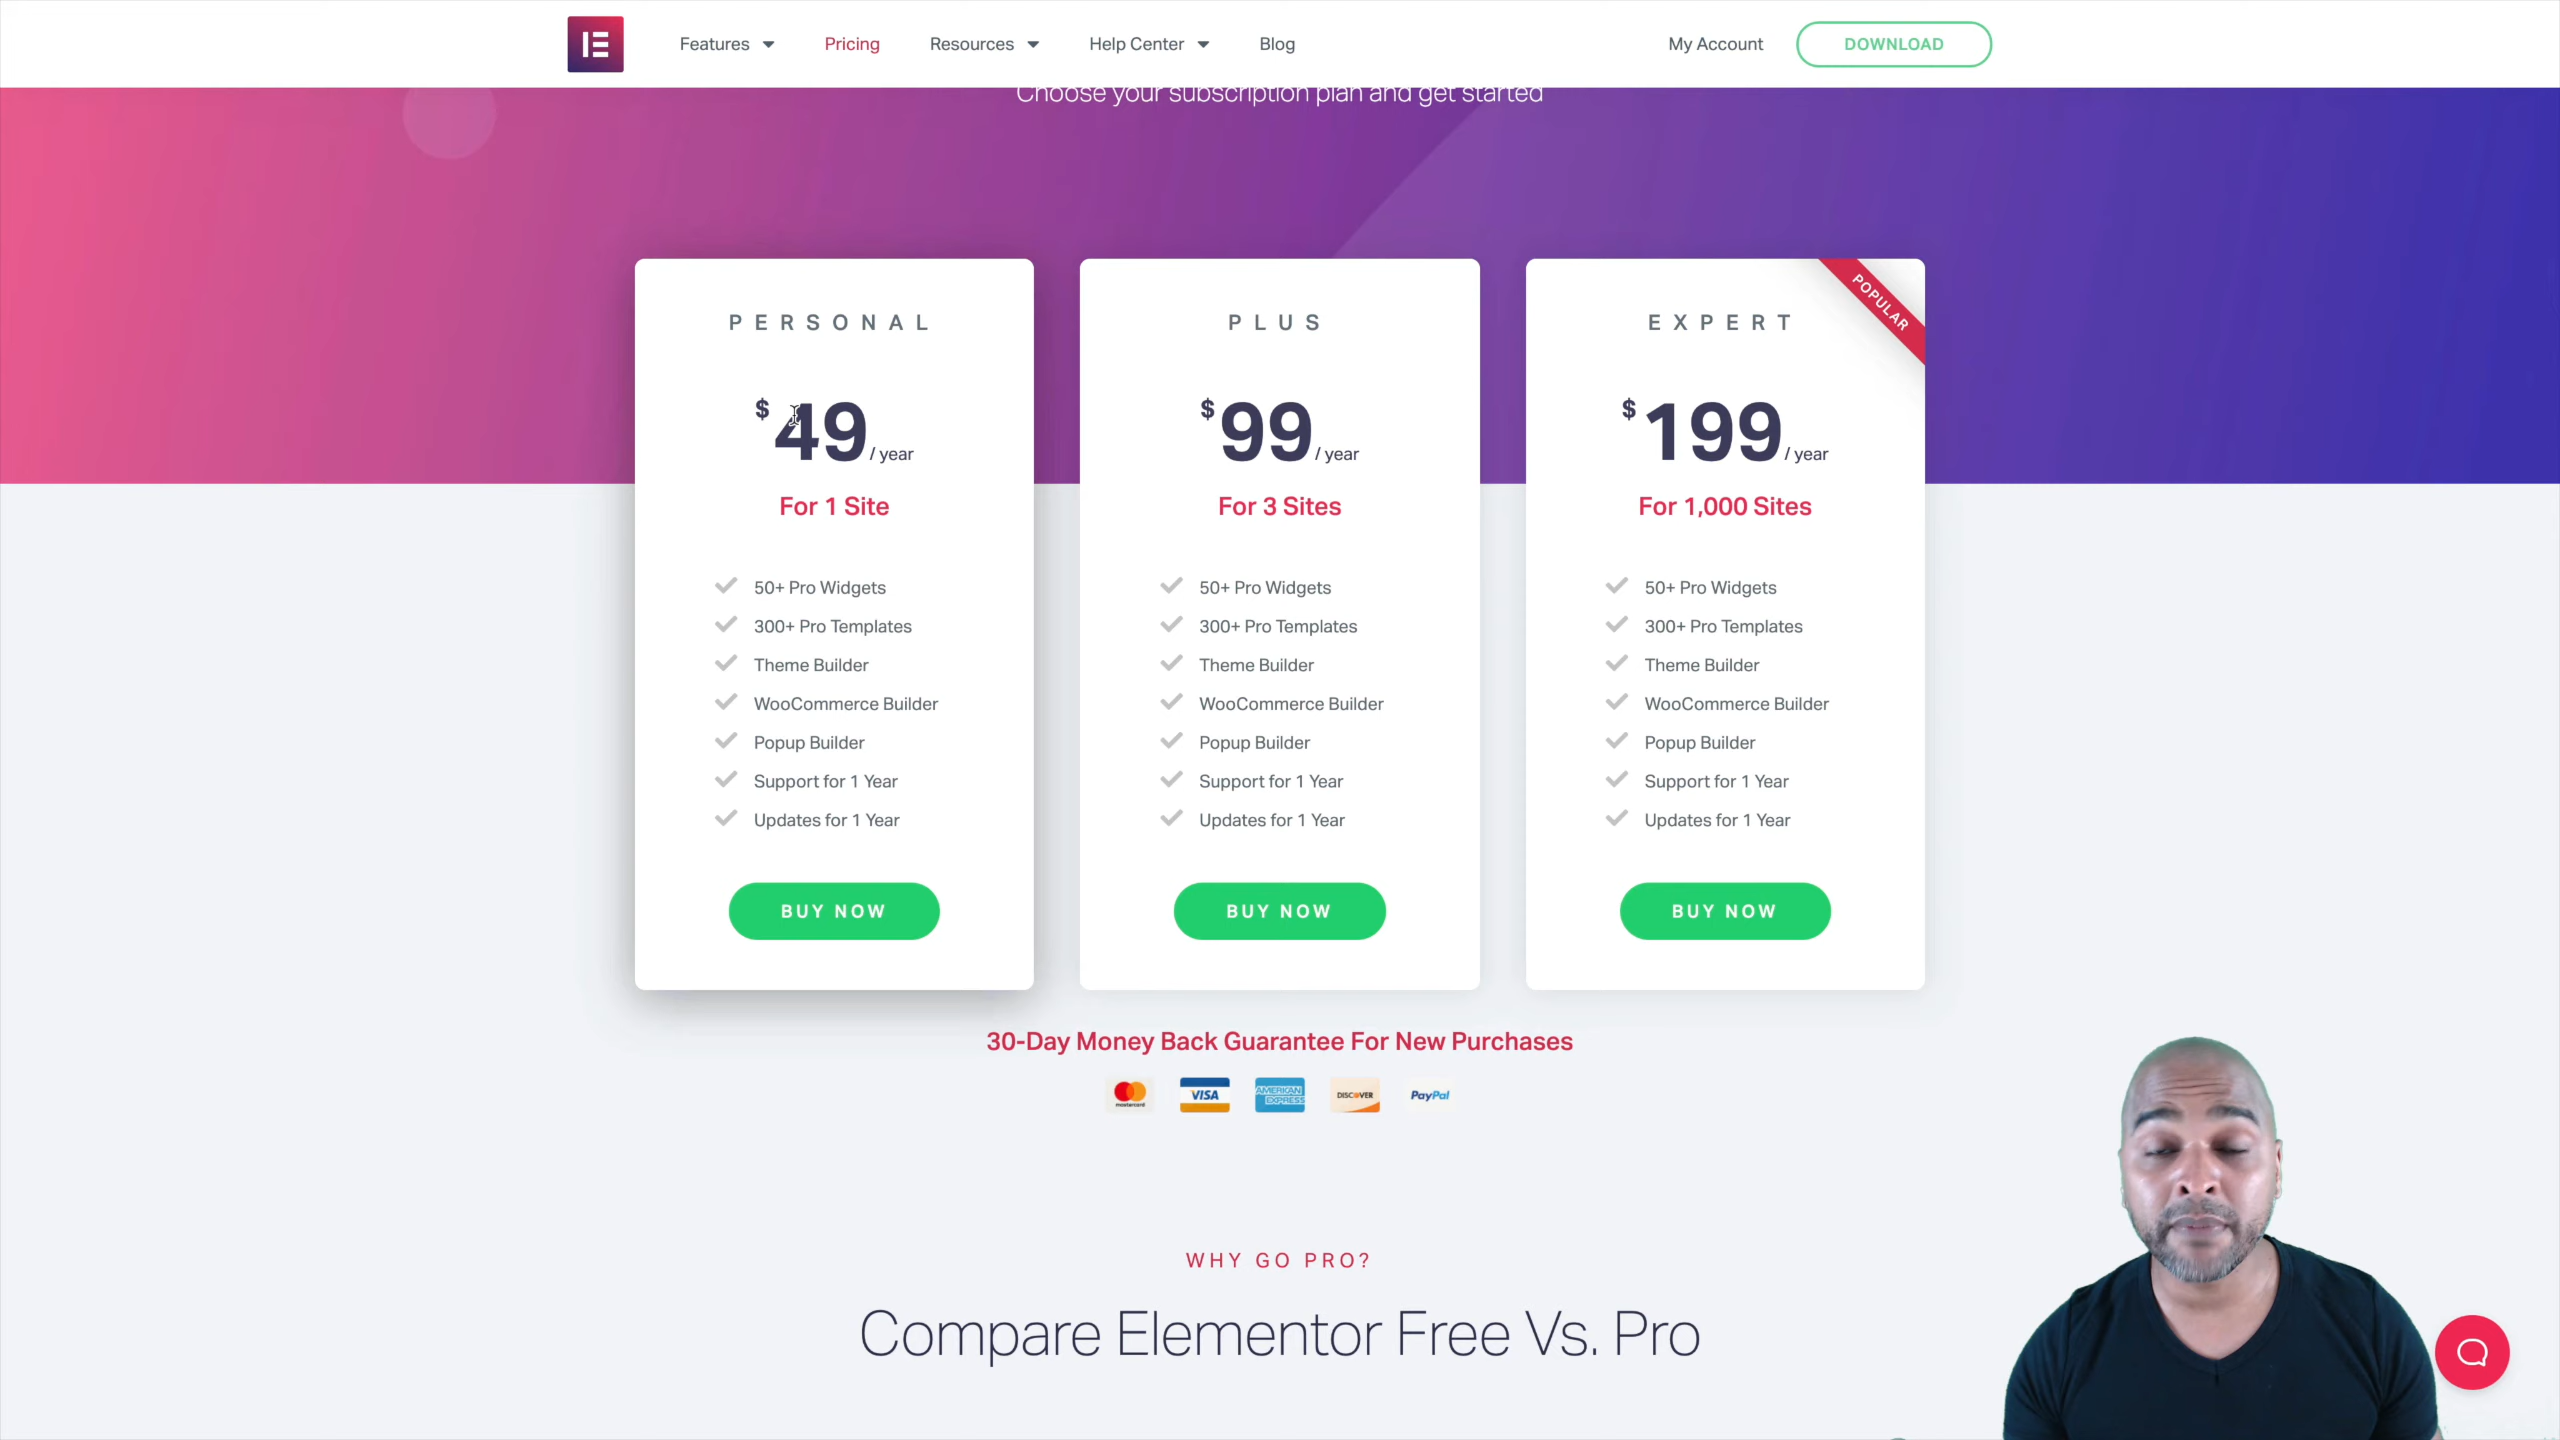 Features
Pricing
Resources
Help Center
Blog
My Account
DOWNLOAD
Choose your subscription plan and get started
PERSONAL
$49/ year
For 1 Site
50+ Pro Widgets
300+ Pro Templates
Theme Builder
WooCommerce Builder
Popup Builder
Support for 1 Year
Updates for 1 Year
BUY NOW
PLUS
$99/ year
For 3 Sites
50+ Pro Widgets
300+ Pro Templates
Theme Builder
WooCommerce Builder
Popup Builder
Support for 1 Year
Updates for 1 Year
BUY NOW
POPULAR
EXPERT
$199/ year
For 1,000 Sites
50+ Pro Widgets
300+ Pro Templates
Theme Builder
WooCommerce Builder
Popup Builder
Support for 1 Year
Updates for 1 Year
BUY NOW
30-Day Money Back Guarantee For New Purchases
mastercard
VISA
AMERICAN EXPRESS
DISCOVER
PayPal
WHY GO PRO?
Compare Elementor Free Vs. Pro